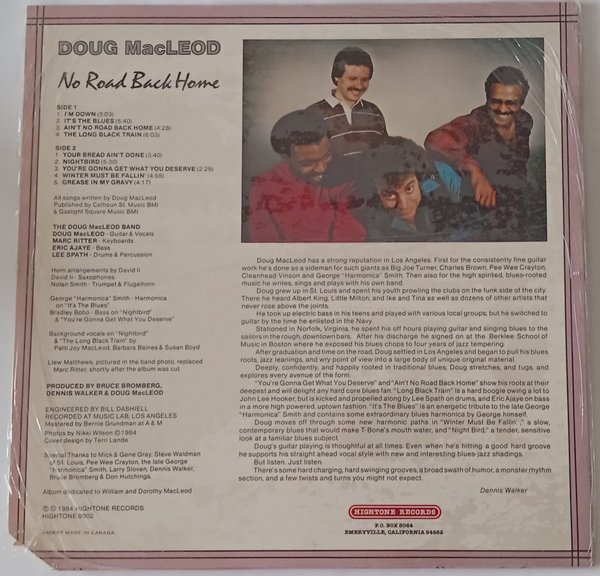 DOUG MacLEOD
No Road Back Home
SIDE 1
1. I'M DOWN (3:03)
2. IT'S THE BLUES (5:40)
3. AIN'T NO ROAD BACK HOME (4:28)
4. THE LONG BLACK TRAIN (6:03)
SIDE 2
1. YOUR BREAD AIN'T DONE (3:40)
2. NIGHTBIRD (5:30)
3. YOU'RE GONNA GET WHAT YOU DESERVE (2:25)
4. WINTER MUST BE FALLIN' (4:55)
5. GREASE IN MY GRAVY (4:17)
All songs written by Doug MacLeod
Published by Calhoun St. Music BMI
& Gaslight Square Music BMI
THE DOUG MacLEOD BAND
DOUG MacLEOD - Guitar & Vocals
MARC RITTER - Keyboards
ERIC AJAYE - Bass
LEE SPATH - Drums & Percussion
Horn arrangements by David Ii
David Ii - Saxophones
Nolan Smith - Trumpet & Flugelhorn
George "Harmonica" Smith - Harmonica
on "It's The Blues"
Bradley Bobo - Bass on "Nightbird"
& "You're Gonna Get What You Deserve"
Background vocals on "Nightbird"
& "The Long Black Train" by
Patti Joy MacLeod, Barbara Baines & Susan Boyd
Llew Matthews, pictured in the band photo, replaced
Marc Ritter, shortly after the album was cut.
PRODUCED BY BRUCE BROMBERG,
DENNIS WALKER & DOUG MacLEOD
ENGINEERED BY BILL DASHIELL
RECORDED AT MUSIC LAB, LOS ANGELES
Mastered by Bernie Grundman at A & M
Photos by Nikki Wilson © 1984
Cover design by Terri Lande
Special Thanks to Mick & Gene Gray, Steve Waldman
of St. Louis, Pee Wee Crayton, the late George
"Harmonica" Smith, Larry Sloven, Dennis Walker,
Bruce Bromberg & Don Hutchings.
Album dedicated to William and Dorothy MacLeod
℗ © 1984 HIGHTONE RECORDS
HIGHTONE 8002
JACKET MADE IN CANADA
Doug MacLeod has a strong reputation in Los Angeles. First for the consistently fine guitar
work he's done as a sideman for such giants as Big Joe Turner, Charles Brown, Pee Wee Crayton,
Cleanhead Vinson and George "Harmonica" Smith. Then also for the high spirited, blues-rooted
music he writes, sings and plays with his own band.
Doug grew up in St. Louis and spent his youth prowling the clubs on the funk side of the city.
There he heard Albert King, Little Milton, and Ike and Tina as well as dozens of other artists that
never rose above the joints.
He took up electric bass in his teens and played with various local groups, but he switched to
guitar by the time he enlisted in the Navy.
Stationed in Norfolk, Virginia, he spent his off hours playing guitar and singing blues to the
sailors in the rough, downtown bars. After his discharge he signed on at the Berklee School of
Music in Boston where he exposed his blues chops to four years of jazz tempering.
After graduation and time on the road, Doug settled in Los Angeles and began to pull his blues
roots, jazz leanings, and wry point of view into a large body of unique original material.
Deeply, confidently, and happily rooted in traditional blues, Doug stretches, and tugs, and
explores every avenue of the form.
"You're Gonna Get What You Deserve" and "Ain't No Road Back Home" show his roots at their
deepest and will delight any hard core blues fan. "Long Black Train" is a hard boogie owing a lot to
John Lee Hooker, but is kicked and propelled along by Lee Spath on drums, and Eric Ajaye on bass
in a more high powered, uptown fashion. "It's The Blues" is an energetic tribute to the late George
"Harmonica" Smith and contains some extraordinary blues harmonica by George himself.
Doug moves off through some new harmonic paths in "Winter Must Be Fallin'," a slow,
contemporary blues that would make T-Bone's mouth water, and "Night Bird," a tender, sensitive
look at a familiar blues subject.
Doug's guitar playing is thoughtful at all times. Even when he's hitting a good hard groove
he supports his straight ahead vocal style with new and interesting blues-jazz shadings.
But listen. Just listen.
There's some hard charging, hard swinging grooves, a broad swath of humor, a monster rhythm
section, and a few twists and turns you might not expect.
Dennis Walker
HIGHTONE RECORDS
P.O. BOX 8064
EMERYVILLE, CALIFORNIA 94662